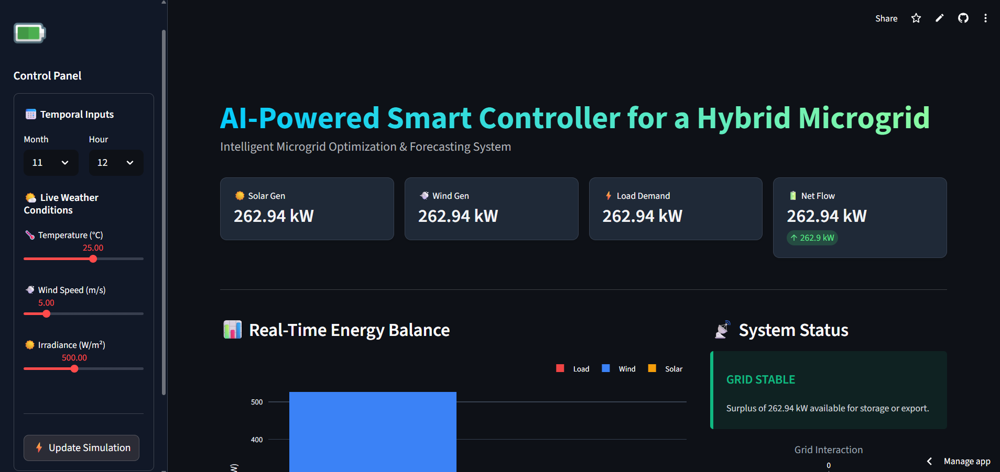 Share
Control Panel
Temporal Inputs
Month Hour
11 12
Live Weather
Conditions
Temperature (°C)
25.00
Wind Speed (m/s)
5.00
Irradiance (W/m²)
500.00
Update Simulation
AI-Powered Smart Controller for a Hybrid Microgrid
Intelligent Microgrid Optimization & Forecasting System
Solar Gen
262.94 kW
Wind Gen
262.94 kW
Load Demand
262.94 kW
Net Flow
262.94 kW
↑ 262.9 kW
Real-Time Energy Balance
Load Wind Solar
500
400
W)
System Status
GRID STABLE
Surplus of 262.94 kW available for storage or export.
Grid Interaction
0
Manage app